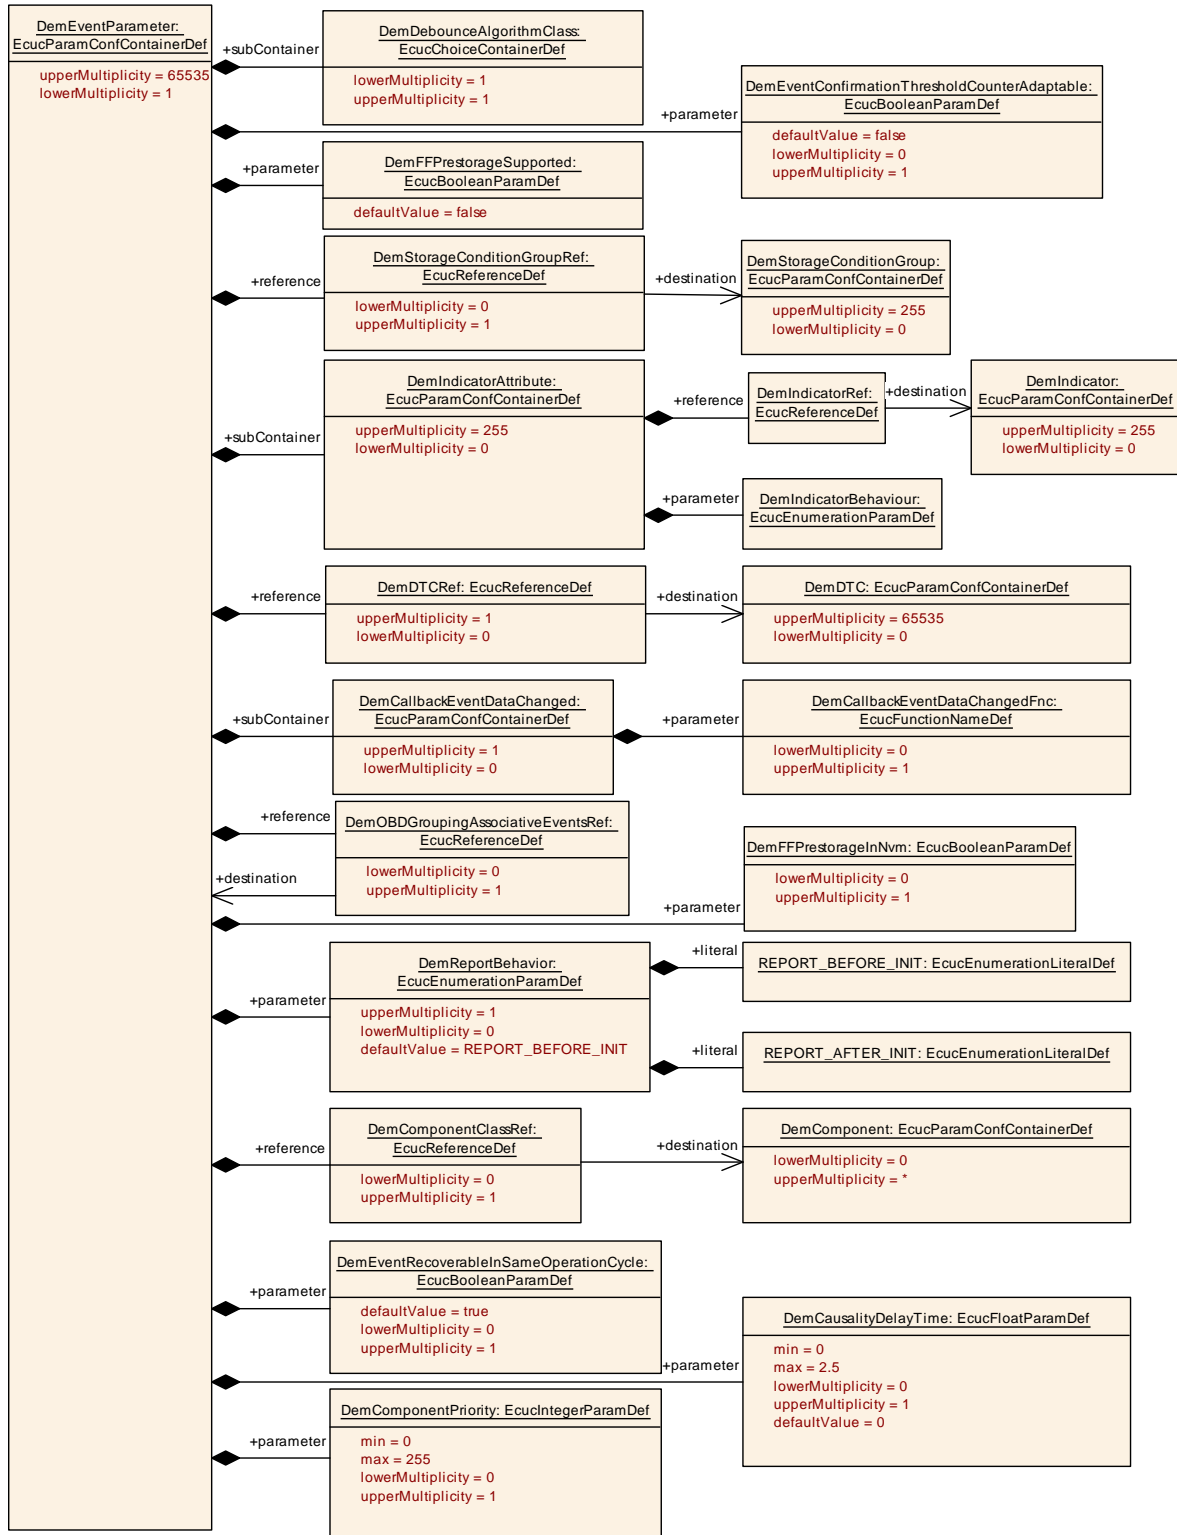 DemEventParameter:
EcucParamConfContainerDef
upperMultiplicity = 65535
lowerMultiplicity = 1
+subContainer
DemDebounceAlgorithmClass:
EcucChoiceContainerDef
lowerMultiplicity = 1
upperMultiplicity = 1
+parameter
DemEventConfirmationThresholdCounterAdaptable:
EcucBooleanParamDef
defaultValue = false
lowerMultiplicity = 0
upperMultiplicity = 1
+parameter
DemFFPrestorageSupported:
EcucBooleanParamDef
defaultValue = false
+reference
DemStorageConditionGroupRef:
EcucReferenceDef
lowerMultiplicity = 0
upperMultiplicity = 1
+destination
DemStorageConditionGroup:
EcucParamConfContainerDef
upperMultiplicity = 255
lowerMultiplicity = 0
+subContainer
DemIndicatorAttribute:
EcucParamConfContainerDef
upperMultiplicity = 255
lowerMultiplicity = 0
+reference
DemIndicatorRef:
EcucReferenceDef
+destination
DemIndicator:
EcucParamConfContainerDef
upperMultiplicity = 255
lowerMultiplicity = 0
+parameter
DemIndicatorBehaviour:
EcucEnumerationParamDef
+reference
DemDTCRef: EcucReferenceDef
upperMultiplicity = 1
lowerMultiplicity = 0
+destination
DemDTC: EcucParamConfContainerDef
upperMultiplicity = 65535
lowerMultiplicity = 0
+subContainer
DemCallbackEventDataChanged:
EcucParamConfContainerDef
upperMultiplicity = 1
lowerMultiplicity = 0
+parameter
DemCallbackEventDataChangedFnc:
EcucFunctionNameDef
lowerMultiplicity = 0
upperMultiplicity = 1
+reference
DemOBDGroupingAssociativeEventsRef:
EcucReferenceDef
lowerMultiplicity = 0
upperMultiplicity = 1
+destination
+parameter
DemFFPrestorageInNvm: EcucBooleanParamDef
lowerMultiplicity = 0
upperMultiplicity = 1
+parameter
DemReportBehavior:
EcucEnumerationParamDef
upperMultiplicity = 1
lowerMultiplicity = 0
defaultValue = REPORT_BEFORE_INIT
+literal
REPORT_BEFORE_INIT: EcucEnumerationLiteralDef
+literal
REPORT_AFTER_INIT: EcucEnumerationLiteralDef
+reference
DemComponentClassRef:
EcucReferenceDef
lowerMultiplicity = 0
upperMultiplicity = 1
+destination
DemComponent: EcucParamConfContainerDef
lowerMultiplicity = 0
upperMultiplicity = *
+parameter
DemEventRecoverableInSameOperationCycle:
EcucBooleanParamDef
defaultValue = true
lowerMultiplicity = 0
upperMultiplicity = 1
+parameter
DemCausalityDelayTime: EcucFloatParamDef
min = 0
max = 2.5
lowerMultiplicity = 0
upperMultiplicity = 1
defaultValue = 0
+parameter
DemComponentPriority: EcucIntegerParamDef
min = 0
max = 255
lowerMultiplicity = 0
upperMultiplicity = 1